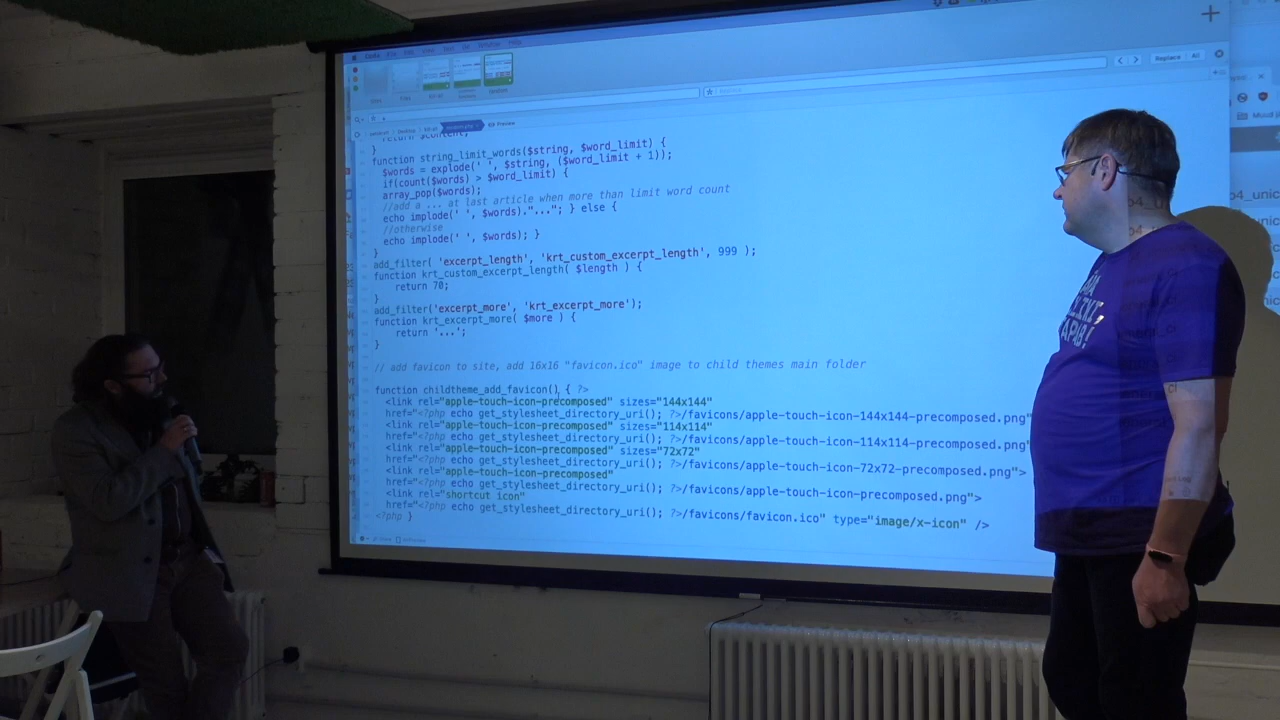 Replace All
Preview
return $content;
}
function string_limit_words($string, $word_limit) {
$words = explode(' ', $string, ($word_limit + 1));
if(count($words) > $word_limit) {
array_pop($words);
//add a ... at last article when more than limit word count
echo implode(' ', $words)."..."; } else {
//otherwise
echo implode(' ', $words); }
}
add_filter( 'excerpt_length', 'krt_custom_excerpt_length', 999 );
function krt_custom_excerpt_length( $length ) {
return 70;
}
add_filter('excerpt_more', 'krt_excerpt_more');
function krt_excerpt_more( $more ) {
return '...';
}
// add favicon to site, add 16x16 "favicon.ico" image to child themes main folder
function childtheme_add_favicon() { ?>
<link rel="apple-touch-icon-precomposed" sizes="144x144"
href="<?php echo get_stylesheet_directory_uri(); ?>/favicons/apple-touch-icon-144x144-precomposed.png"
<link rel="apple-touch-icon-precomposed" sizes="114x114"
href="<?php echo get_stylesheet_directory_uri(); ?>/favicons/apple-touch-icon-114x114-precomposed.png"
<link rel="apple-touch-icon-precomposed" sizes="72x72"
href="<?php echo get_stylesheet_directory_uri(); ?>/favicons/apple-touch-icon-72x72-precomposed.png">
<link rel="apple-touch-icon-precomposed"
href="<?php echo get_stylesheet_directory_uri(); ?>/favicons/apple-touch-icon-precomposed.png">
<link rel="shortcut icon"
href="<?php echo get_stylesheet_directory_uri(); ?>/favicons/favicon.ico" type="image/x-icon" />
<?php }